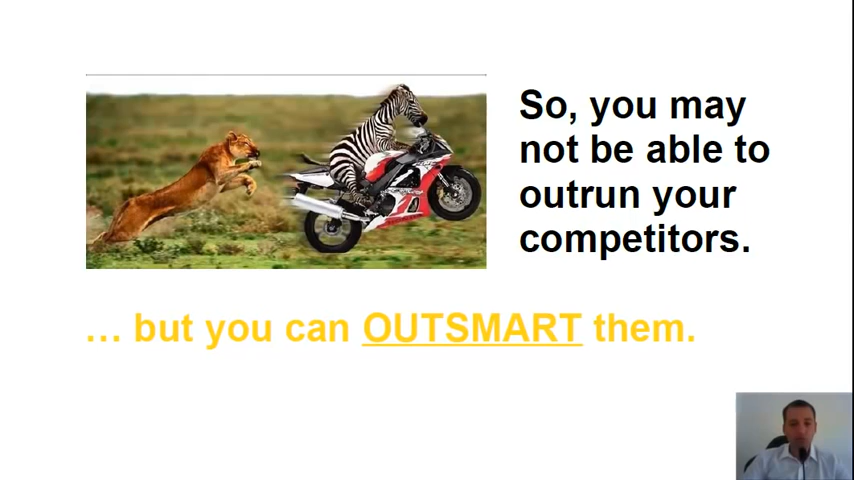 So, you may
not be able to
outrun your
competitors.
… but you can OUTSMART them.